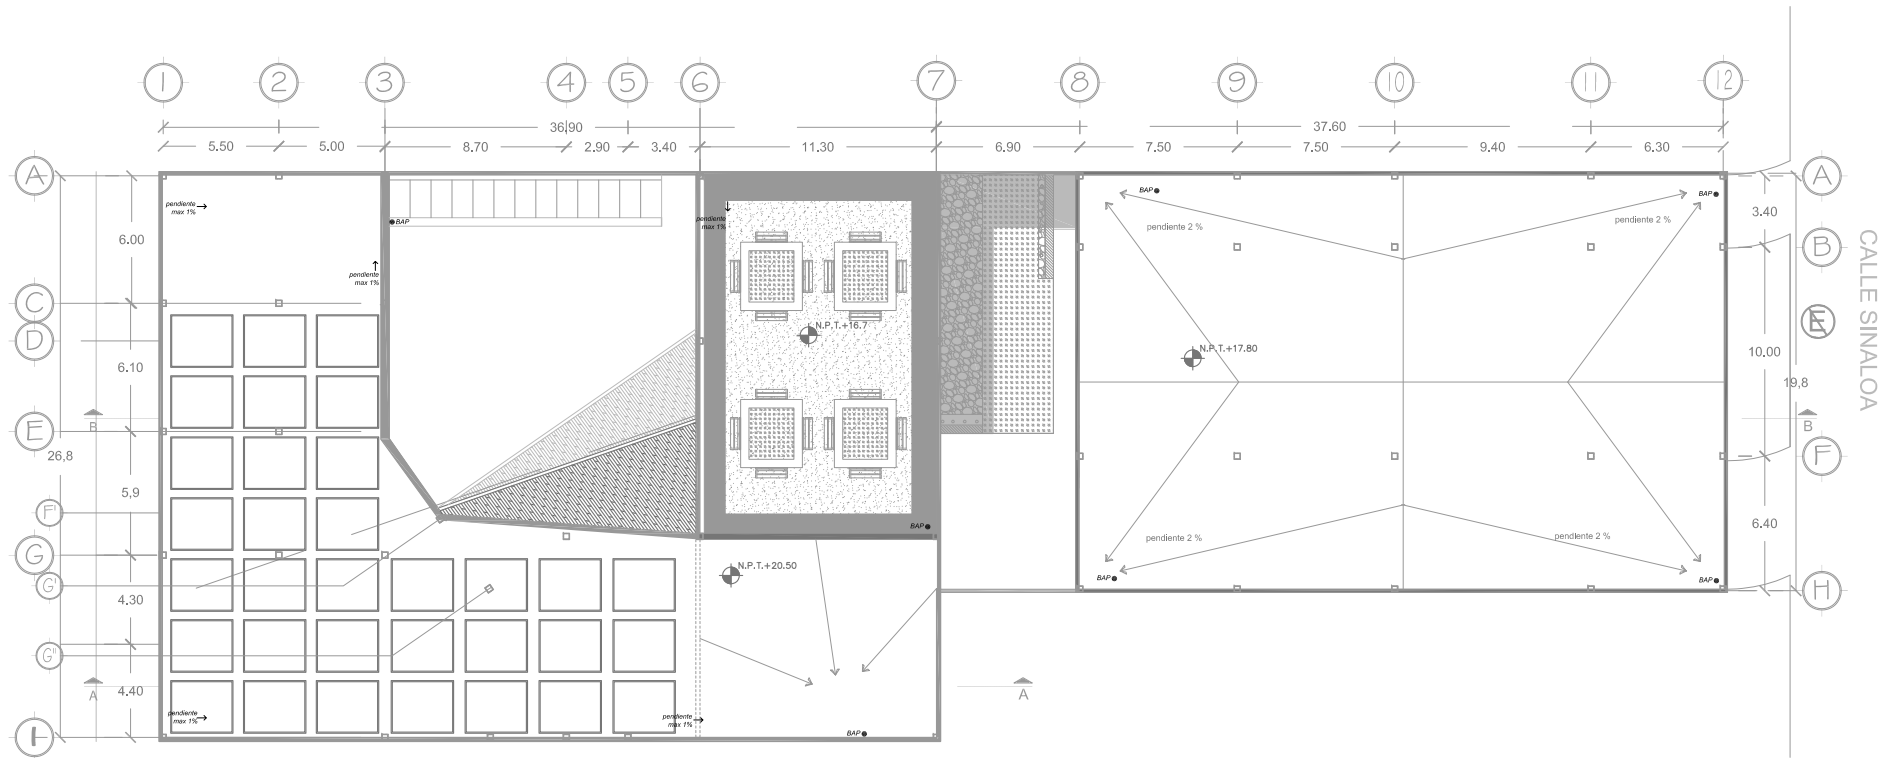 1 2 3 4 5 6 7 8 9 10 11 12
36.90 37.60
5.50 5.00 8.70 2.90 3.40 11.30 6.90 7.50 7.50 9.40 6.30
A
A
pendiente
max 1%
BAP
pendiente
max 1%
BAP
BAP
pendiente 2 %
pendiente 2 %
3.40
6.00
B
pendiente
max 1%
CALLE SINALOA
C
D
N.P.T.+16.7
E
N.P.T.+17.80
10.00
6.10
19,8
B
B
E
F
26,8
5,9
F'
BAP
6.40
pendiente 2 %
pendiente 2 %
G
N.P.T.+20.50
G'
BAP
BAP
H
4.30
G''
4.40
A
A
pendiente
max 1%
pendiente
max 1%
BAP
I